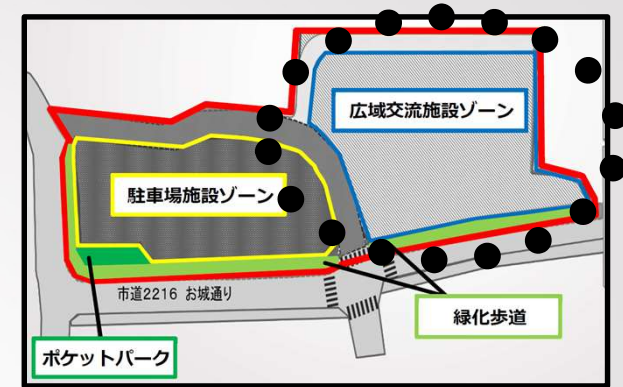 広域交流施設ゾーン
駐車場施設ゾーン
市道2216 お城通り
緑化歩道
ポケットパーク